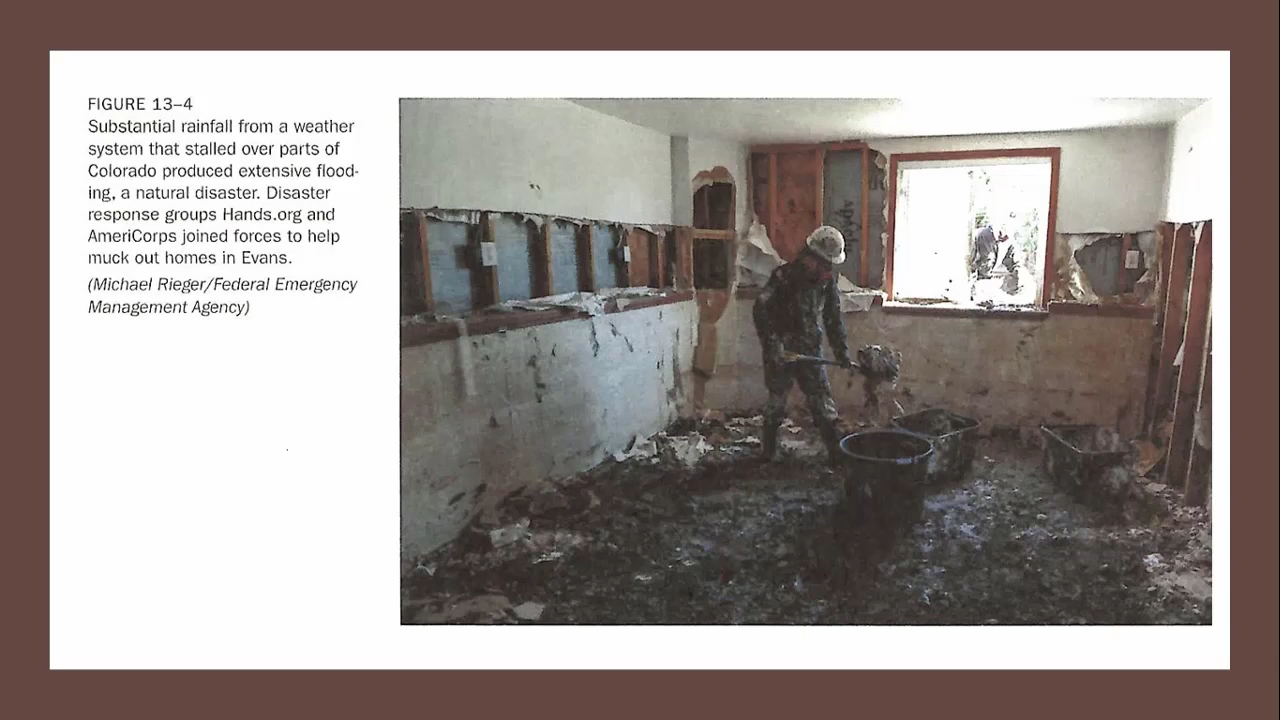 FIGURE 13–4
Substantial rainfall from a weather
system that stalled over parts of
Colorado produced extensive flood-
ing, a natural disaster. Disaster
response groups Hands.org and
AmeriCorps joined forces to help
muck out homes in Evans.
(Michael Rieger/Federal Emergency
Management Agency)